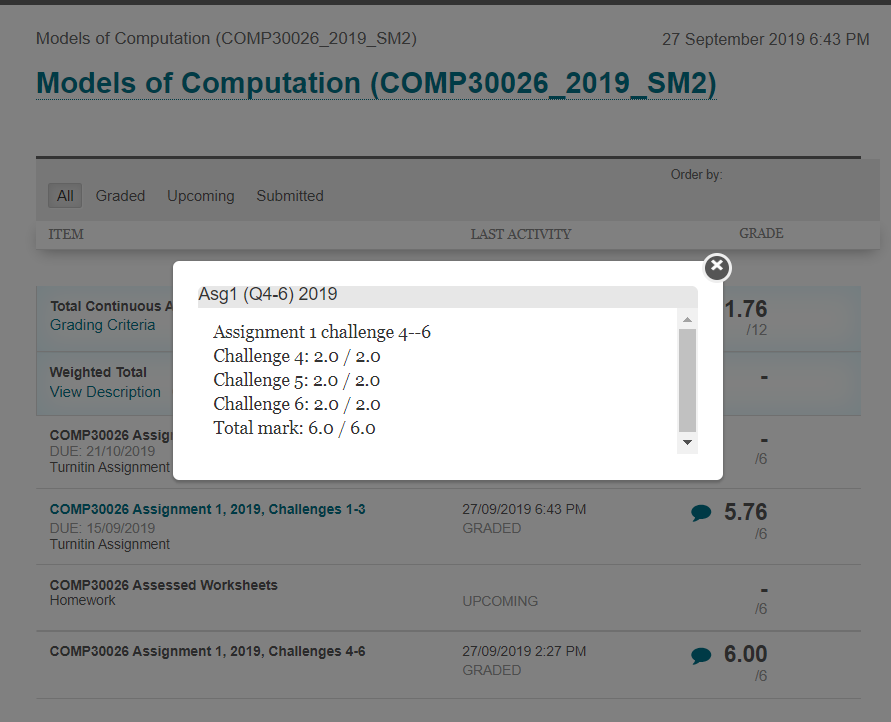 Models of Computation (COMP30026_2019_SM2)
27 September 2019 6:43 PM
Models of Computation (COMP30026_2019_SM2)
Order by:
All Graded Upcoming Submitted
ITEM LAST ACTIVITY GRADE
Asg1 (Q4-6) 2019
Assignment 1 challenge 4--6
Challenge 4: 2.0 / 2.0
Challenge 5: 2.0 / 2.0
Challenge 6: 2.0 / 2.0
Total mark: 6.0 / 6.0
Total Continuous A
Grading Criteria
1.76
/12
Weighted Total
View Description
-
COMP30026 Assig
DUE: 21/10/2019
Turnitin Assignment
-
/6
COMP30026 Assignment 1, 2019, Challenges 1-3
DUE: 15/09/2019
Turnitin Assignment
27/09/2019 6:43 PM
GRADED
5.76
/6
COMP30026 Assessed Worksheets
Homework
UPCOMING
-
/6
COMP30026 Assignment 1, 2019, Challenges 4-6
27/09/2019 2:27 PM
GRADED
6.00
/6